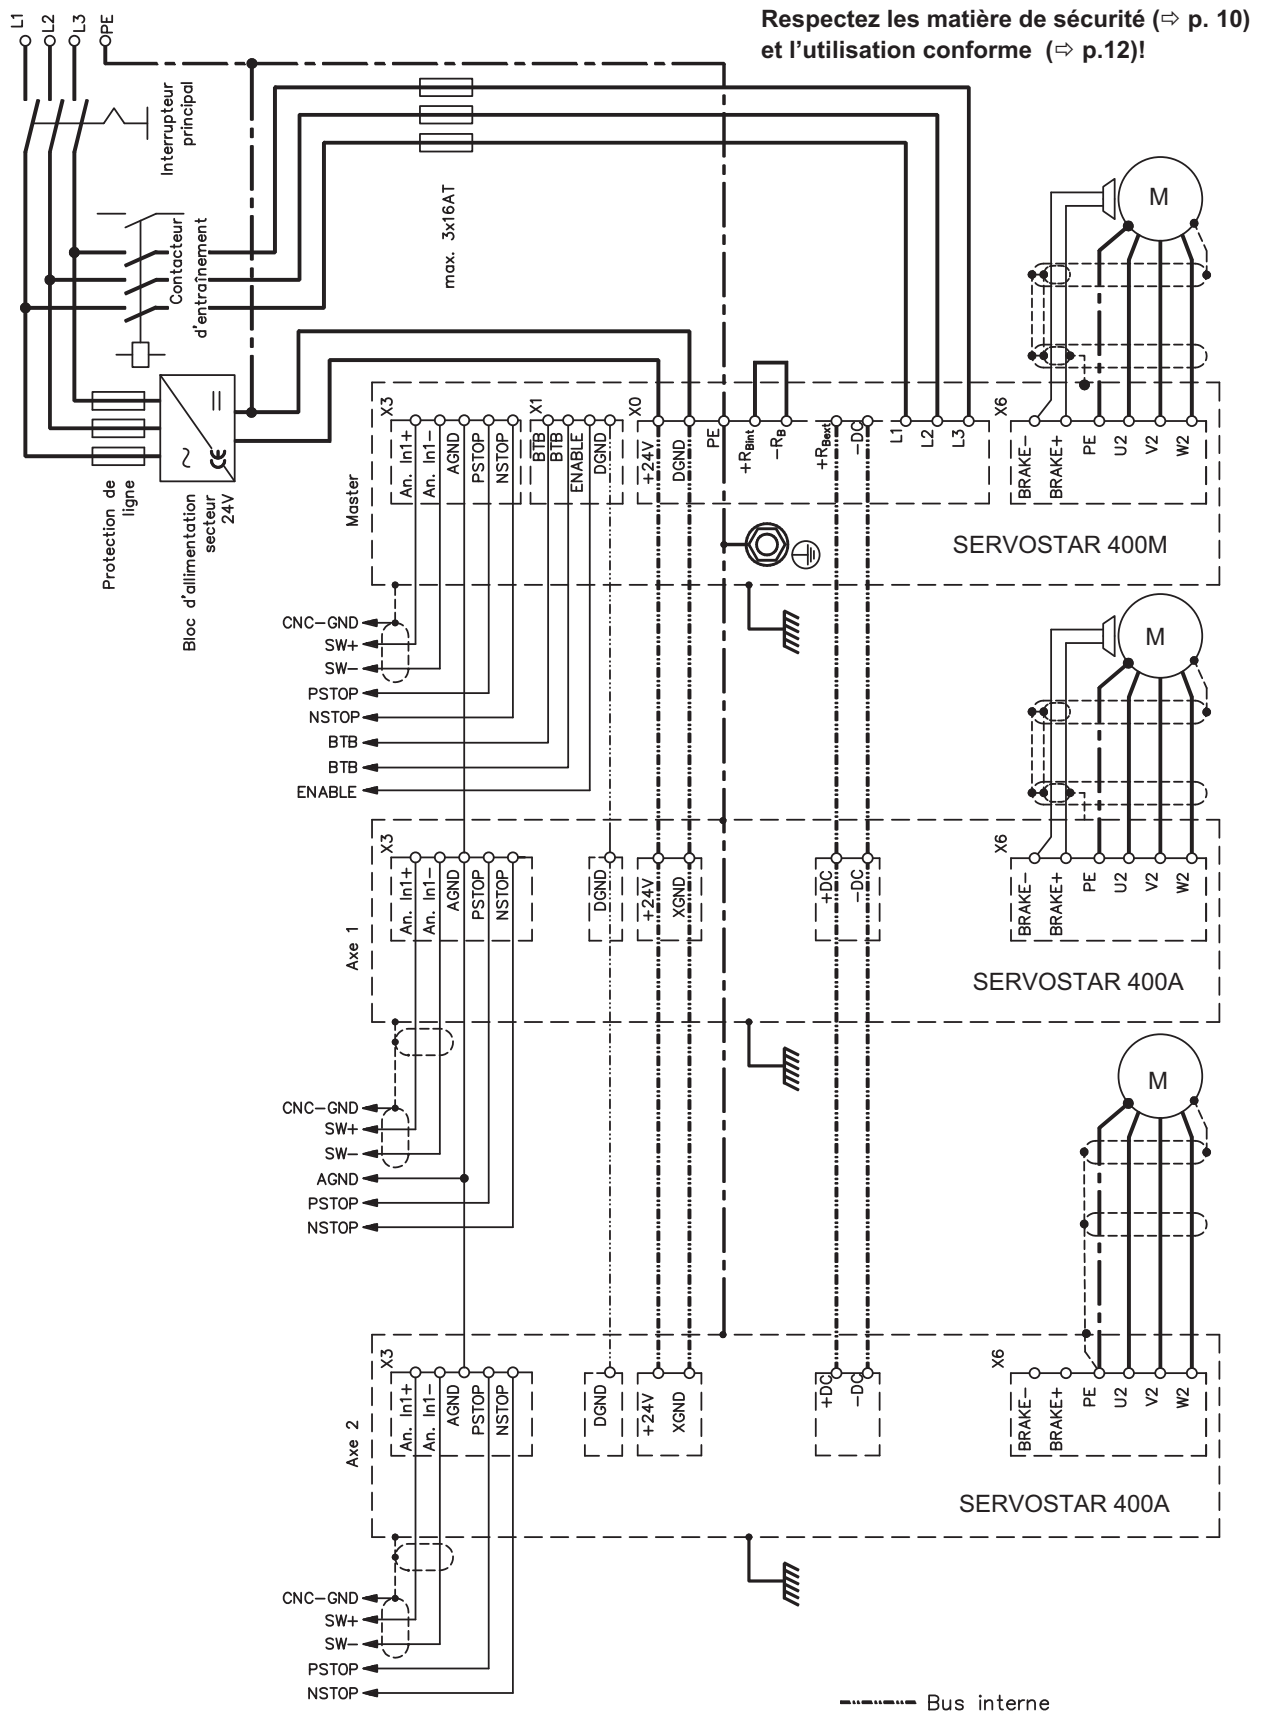 Respectez les matière de sécurité (⇨ p. 10)
et l'utilisation conforme (⇨ p.12)!
L1
L2
L3
PE
Interrupteur
principal
Contacteur
d'entraînement
max. 3x16AT
Protection de
ligne
Bloc d'allimentation
secteur
24V
CE
M
Master
X3
An. In1+
An. In1-
AGND
PSTOP
NSTOP
X1
BTB
BTB
ENABLE
DGND
X0
+24V
DGND
PE
+RBint
-RB
+RBext
-DC
L1
L2
L3
X6
BRAKE-
BRAKE+
PE
U2
V2
W2
SERVOSTAR 400M
CNC-GND
SW+
SW-
PSTOP
NSTOP
BTB
BTB
ENABLE
M
Axe 1
X3
An. In1+
An. In1-
AGND
PSTOP
NSTOP
DGND
+24V
XGND
+DC
-DC
X6
BRAKE-
BRAKE+
PE
U2
V2
W2
SERVOSTAR 400A
CNC-GND
SW+
SW-
AGND
PSTOP
NSTOP
M
Axe 2
X3
An. In1+
An. In1-
AGND
PSTOP
NSTOP
DGND
+24V
XGND
+DC
-DC
X6
BRAKE-
BRAKE+
PE
U2
V2
W2
SERVOSTAR 400A
CNC-GND
SW+
SW-
PSTOP
NSTOP
Bus interne